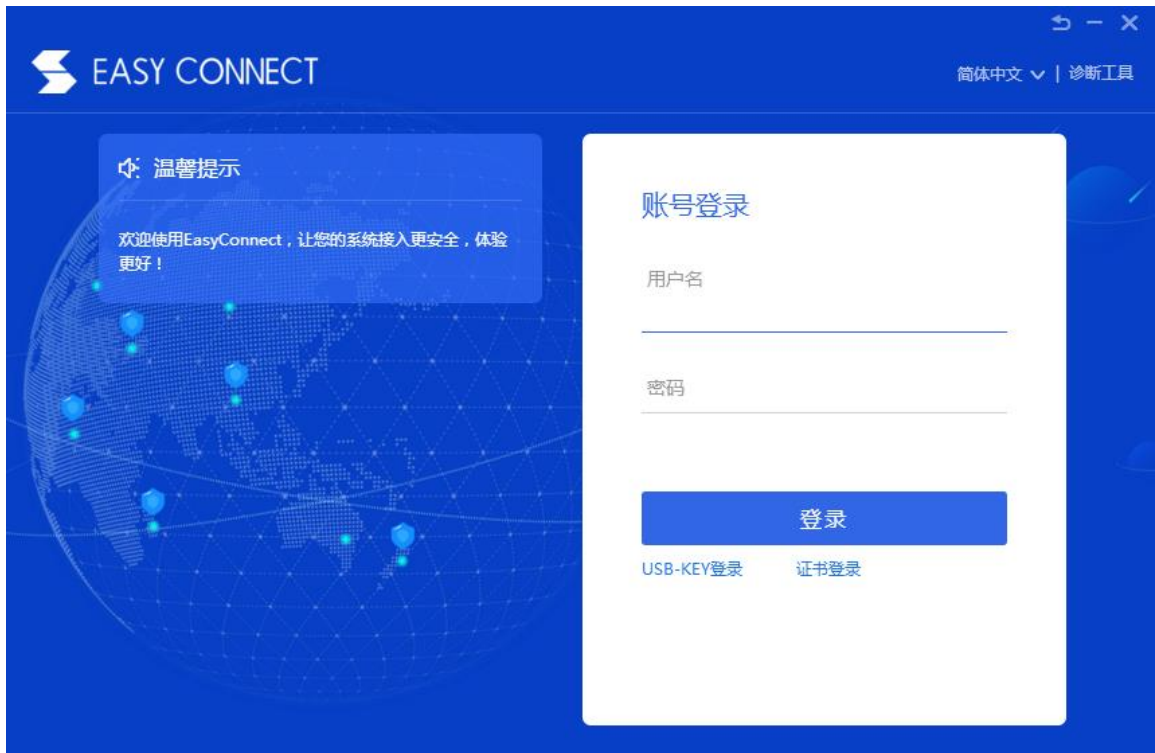 EASY CONNECT
简体中文 | 诊断工具
温馨提示
欢迎使用EasyConnect，让您的系统接入更安全，体验
更好！
账号登录
用户名
密码
登录
USB-KEY登录 证书登录